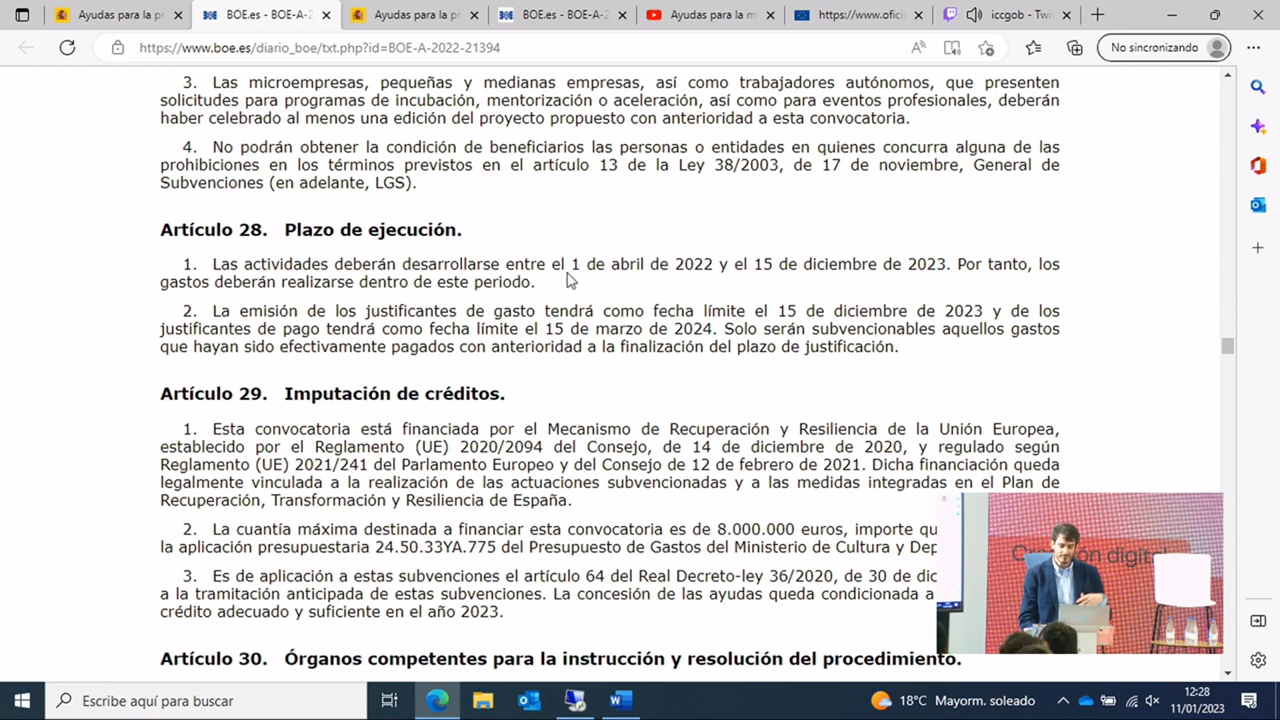 Ayudas para la p
BOE.es - BOE-A-2
Ayudas para la pr
BOE.es - BOE-A-2
Ayudas para la m
https://www.ofici
iccgob - Twi
https://www.boe.es/diario_boe/txt.php?id=BOE-A-2022-21394
No sincronizando
3. Las microempresas, pequeñas y medianas empresas, así como trabajadores autónomos, que presenten
solicitudes para programas de incubación, mentorización o aceleración, así como para eventos profesionales, deberán
haber celebrado al menos una edición del proyecto propuesto con anterioridad a esta convocatoria.
4. No podrán obtener la condición de beneficiarios las personas o entidades en quienes concurra alguna de las
prohibiciones en los términos previstos en el artículo 13 de la Ley 38/2003, de 17 de noviembre, General de
Subvenciones (en adelante, LGS).
Artículo 28. Plazo de ejecución.
1. Las actividades deberán desarrollarse entre el 1 de abril de 2022 y el 15 de diciembre de 2023. Por tanto, los
gastos deberán realizarse dentro de este periodo.
2. La emisión de los justificantes de gasto tendrá como fecha límite el 15 de diciembre de 2023 y de los
justificantes de pago tendrá como fecha límite el 15 de marzo de 2024. Solo serán subvencionables aquellos gastos
que hayan sido efectivamente pagados con anterioridad a la finalización del plazo de justificación.
Artículo 29. Imputación de créditos.
1. Esta convocatoria está financiada por el Mecanismo de Recuperación y Resiliencia de la Unión Europea,
establecido por el Reglamento (UE) 2020/2094 del Consejo, de 14 de diciembre de 2020, y regulado según
Reglamento (UE) 2021/241 del Parlamento Europeo y del Consejo de 12 de febrero de 2021. Dicha financiación queda
legalmente vinculada a la realización de las actuaciones subvencionadas y a las medidas integradas en el Plan de
Recuperación, Transformación y Resiliencia de España.
2. La cuantía máxima destinada a financiar esta convocatoria es de 8.000.000 euros, importe qu
la aplicación presupuestaria 24.50.33YA.775 del Presupuesto de Gastos del Ministerio de Cultura y Dep
3. Es de aplicación a estas subvenciones el artículo 64 del Real Decreto-ley 36/2020, de 30 de dic
a la tramitación anticipada de estas subvenciones. La concesión de las ayudas queda condicionada a
crédito adecuado y suficiente en el año 2023.
Artículo 30. Órganos competentes para la instrucción y resolución del procedimiento.
digital
Escribe aquí para buscar
18°C Mayorm. soleado
12:28
11/01/2023